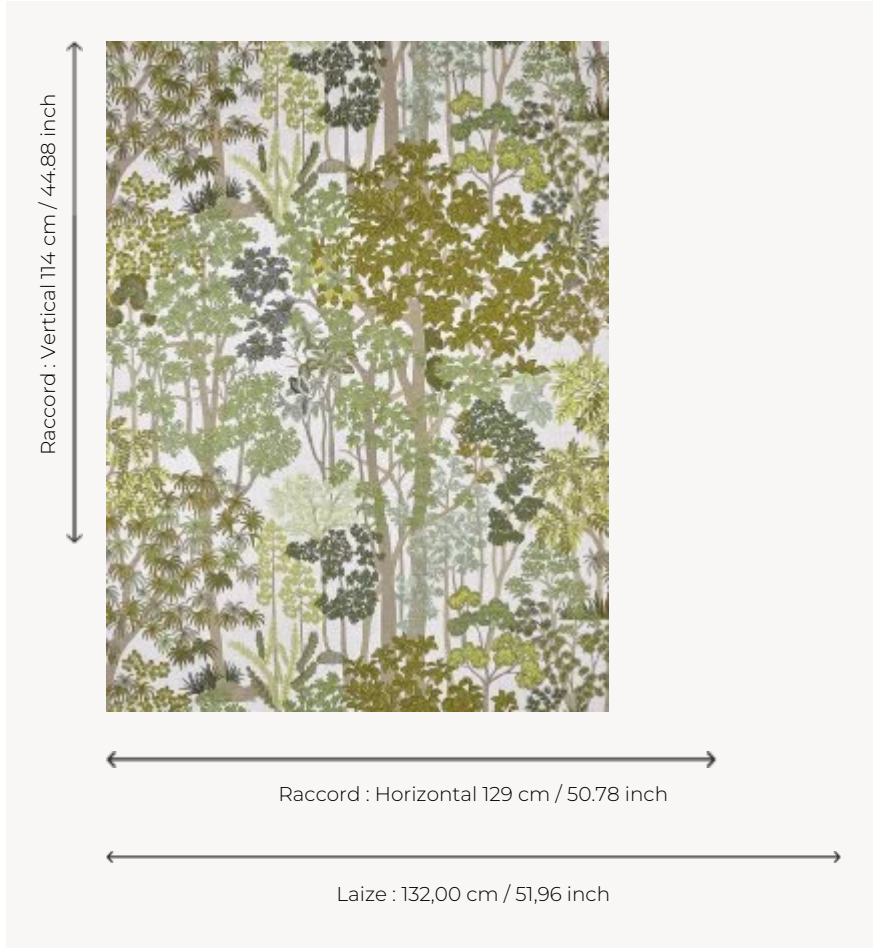 Raccord : Vertical 114 cm / 44.88 inch
Raccord : Horizontal 129 cm / 50.78 inch
Laize : 132,00 cm / 51,96 inch